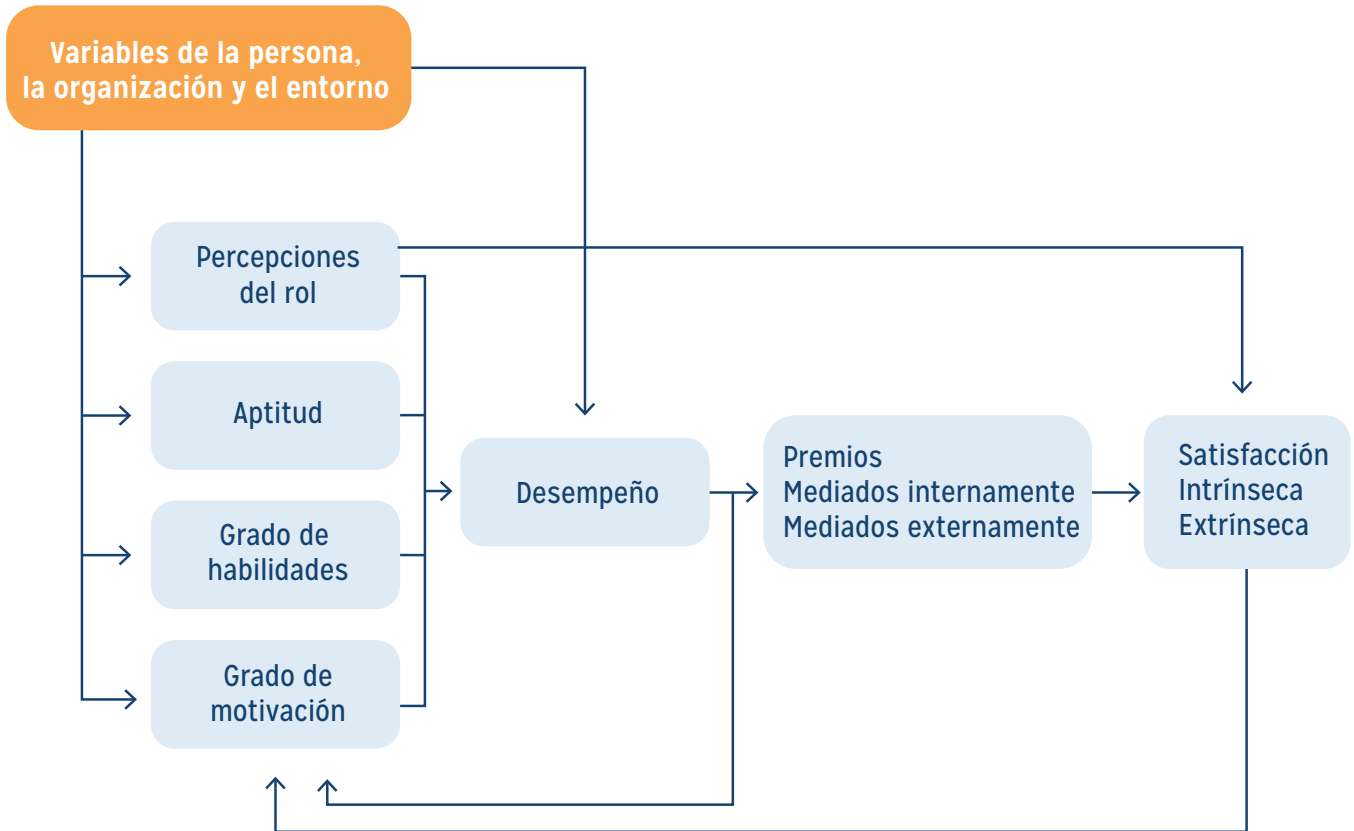 Variables de la persona,
la organización y el entorno
Percepciones
del rol
Aptitud
Grado de
habilidades
Grado de
motivación
Desempeño
Premios
Mediados internamente
Mediados externamente
Satisfacción
Intrínseca
Extrínseca